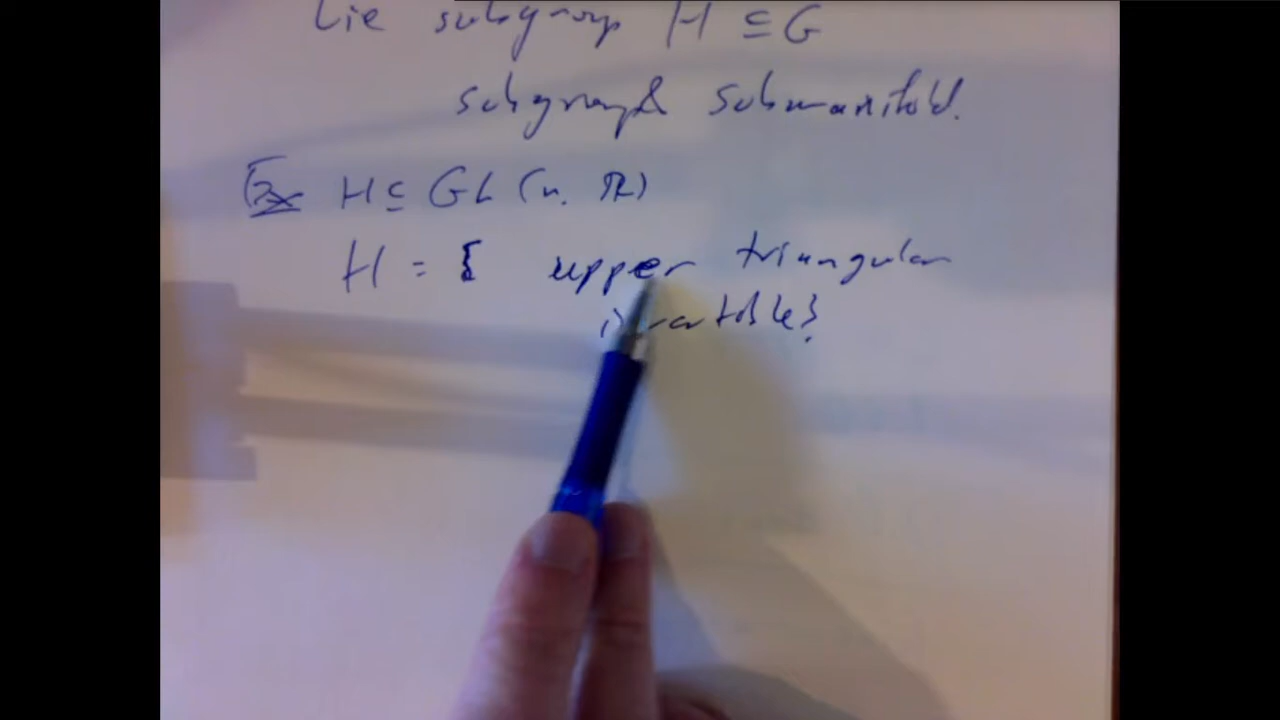 Lie subgroup H ⊆ G
subgroup & submanifold.
Ex H ⊆ GL (n, ℝ)
H = { upper triangular
invertible}